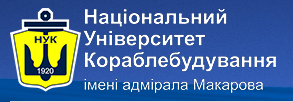 НУК
1920
Національний
Університет
Кораблебудування
імені адмірала Макарова